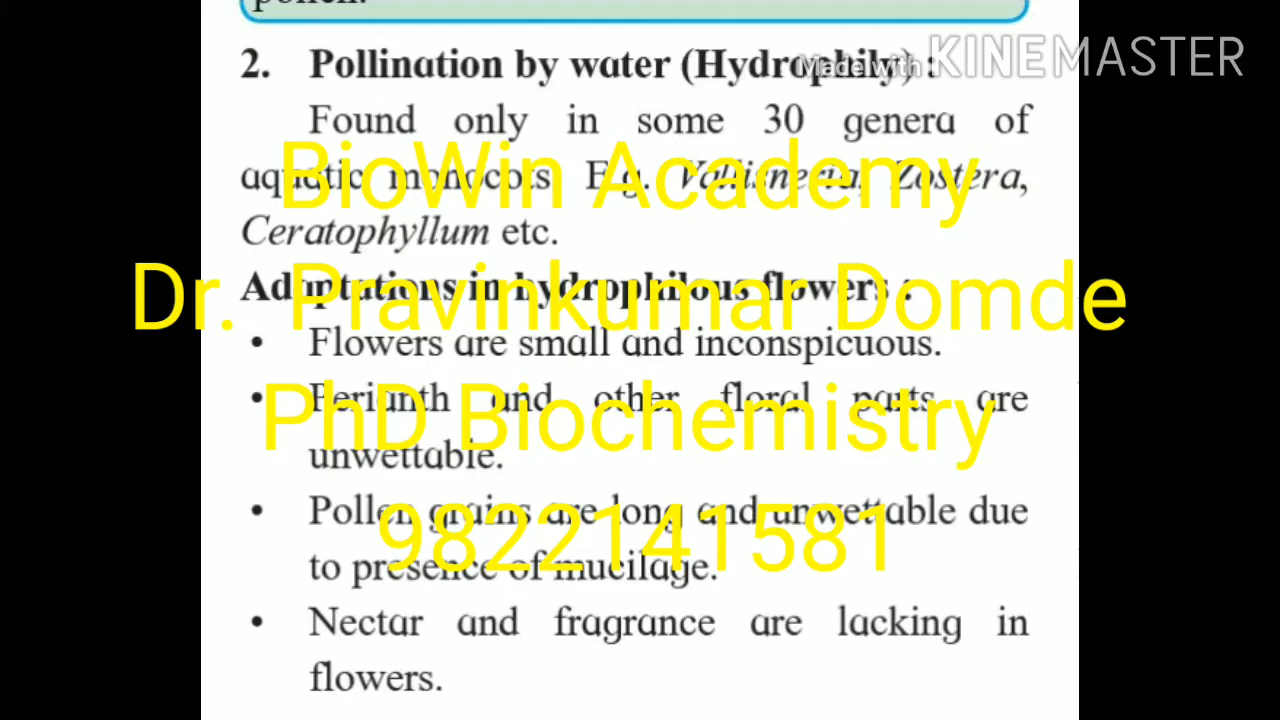 pollen.
2. Pollination by water (Hydrophily) :
Made with KINEMASTER
Found only in some 30 genera of
aquatic monocots E.g. Vallisneria, Zostera,
BioWin Academy
Ceratophyllum etc.
Adaptations in hydrophilous flowers :
Dr. Pravinkumar Domde
• Flowers are small and inconspicuous.
• Perianth and other floral parts are
PhD Biochemistry
unwettable.
• Pollen grains are long and unwettable due
9822141581
to presence of mucilage.
• Nectar and fragrance are lacking in
flowers.